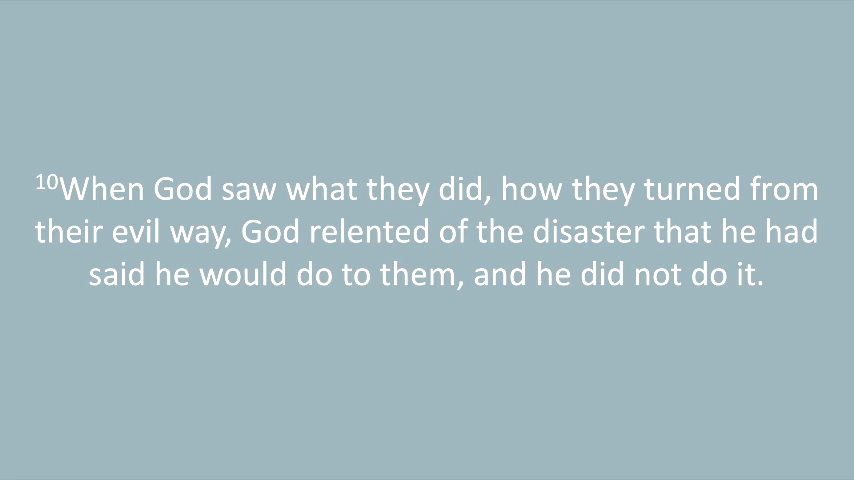 ¹⁰When God saw what they did, how they turned from
their evil way, God relented of the disaster that he had
said he would do to them, and he did not do it.